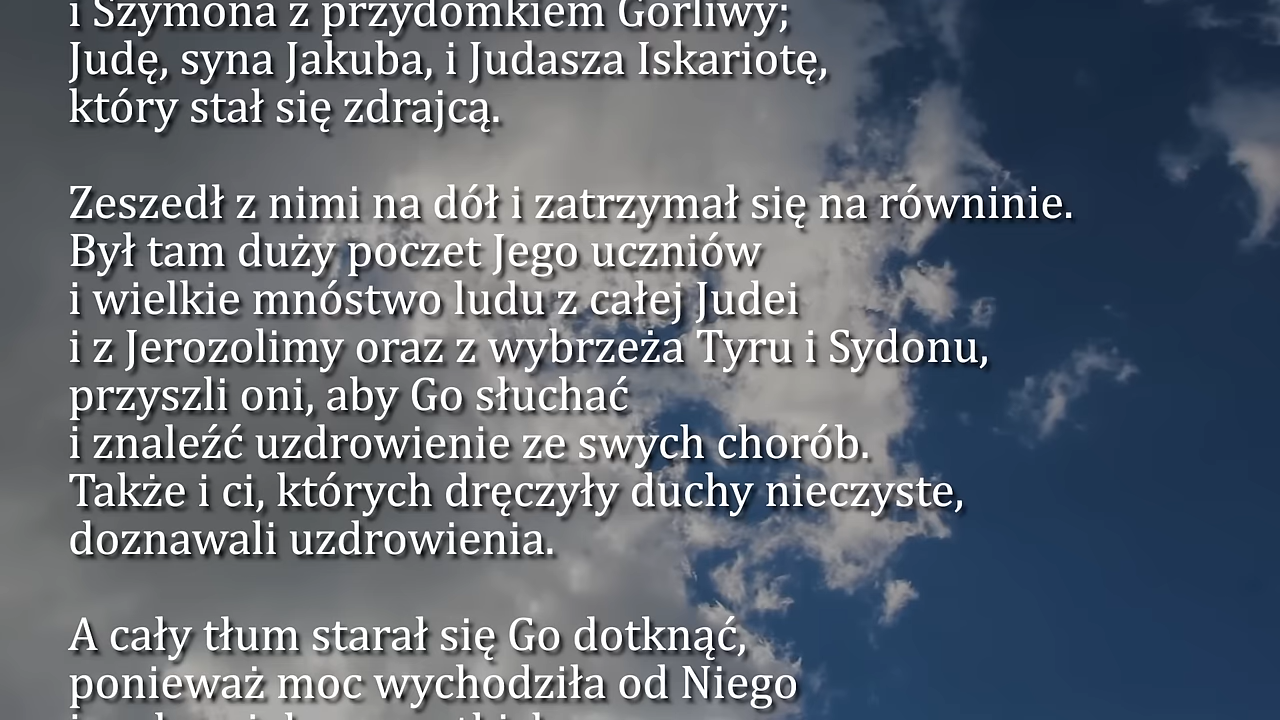 i Szymona z przydomkiem Gorliwy;
Judę, syna Jakuba, i Judasza Iskariotę,
który stał się zdrajcą.
Zeszedł z nimi na dół i zatrzymał się na równinie.
Był tam duży poczet Jego uczniów
i wielkie mnóstwo ludu z całej Judei
i z Jerozolimy oraz z wybrzeża Tyru i Sydonu,
przyszli oni, aby Go słuchać
i znaleźć uzdrowienie ze swych chorób.
Także i ci, których dręczyły duchy nieczyste,
doznawali uzdrowienia.
A cały tłum starał się Go dotknąć,
ponieważ moc wychodziła od Niego